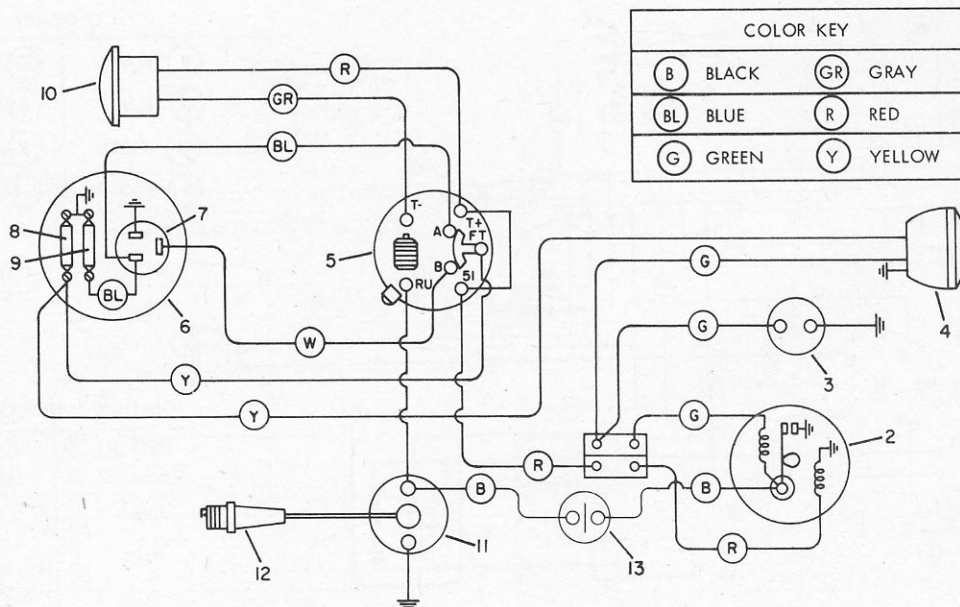 COLOR KEY
B BLACK GR GRAY
BL BLUE R RED
G GREEN Y YELLOW
10
R
GR
BL
7
8
9
BL
6
T-
T+
A
FT
5
B
51
RU
G
4
W
G
3
Y
Y
G
2
R
B
B
R
12
11
13